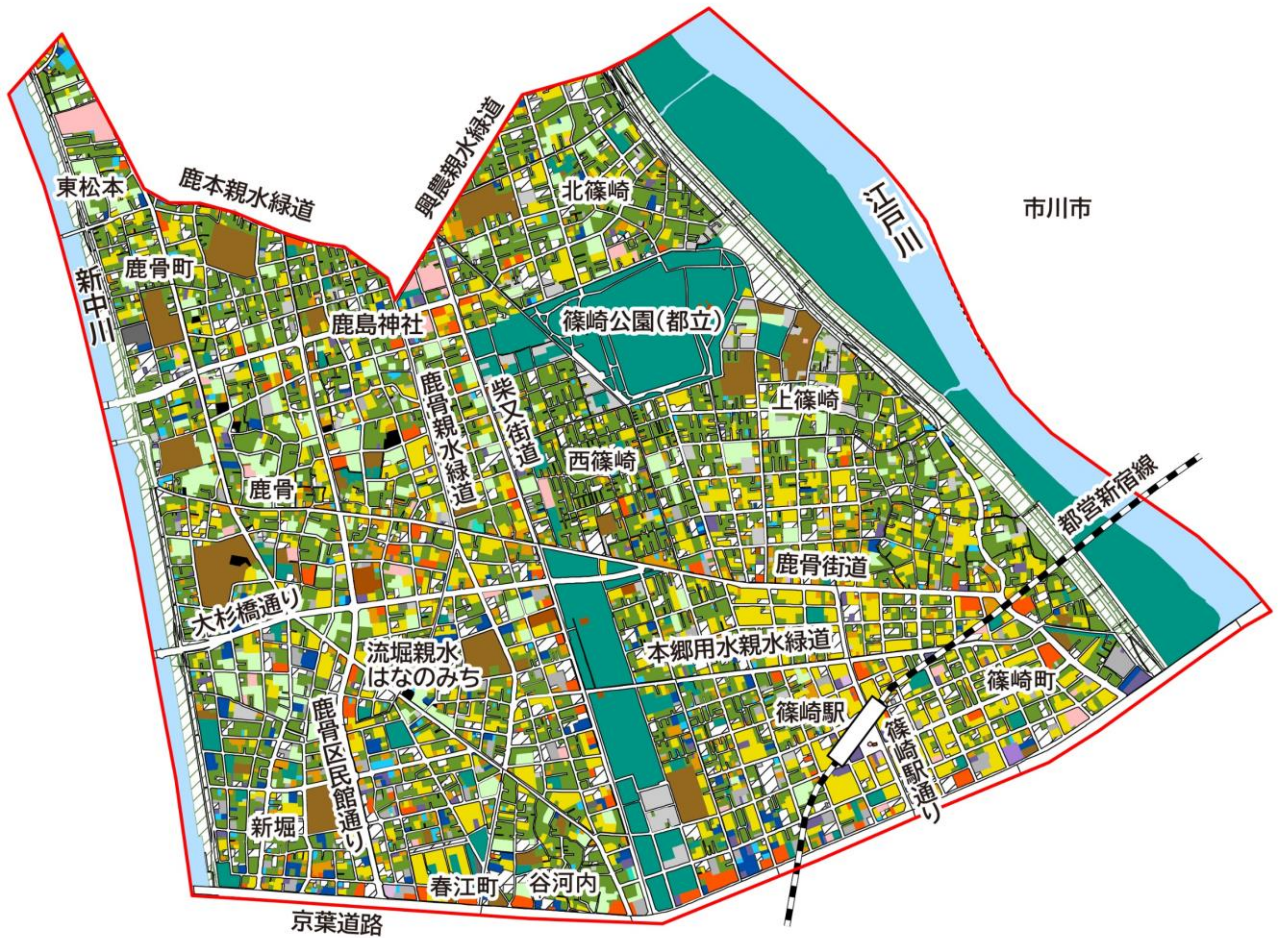 東松本
鹿本親水緑道
興農親水緑道
北篠崎
江戸川
市川市
鹿骨町
新中川
鹿島神社
篠崎公園(都立)
鹿骨親水緑道
柴又街道
上篠崎
西篠崎
鹿骨
都営新宿線
鹿骨街道
大杉橋通り
流堀親水
はなのみち
本郷用水親水緑道
篠崎町
篠崎駅
篠崎駅通り
鹿骨区民館通り
新堀
春江町
谷河内
京葉道路